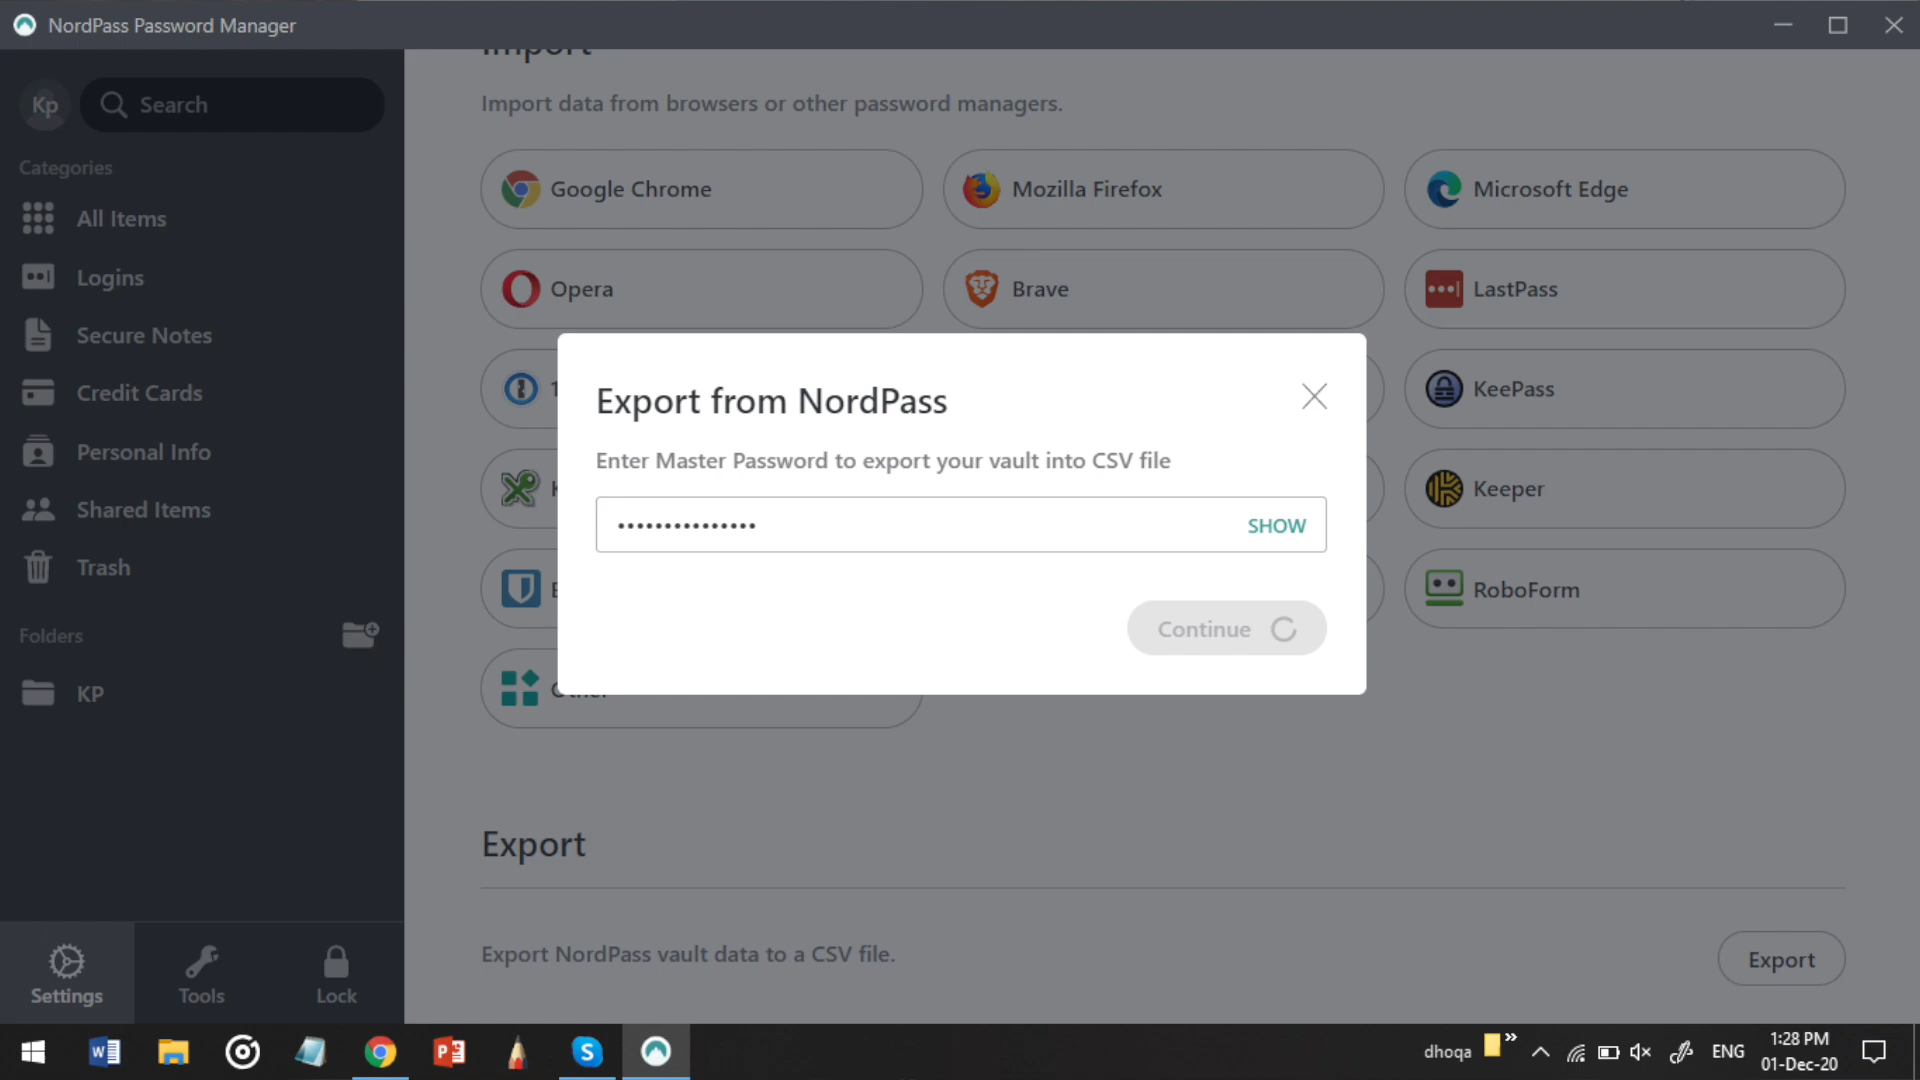 NordPass Password Manager
Import
Kp
Search
Import data from browsers or other password managers.
Categories
Google Chrome
Mozilla Firefox
Microsoft Edge
All Items
Logins
Opera
Brave
LastPass
Secure Notes
Credit Cards
KeePass
Export from NordPass
Personal Info
Enter Master Password to export your vault into CSV file
Keeper
Shared Items
•••••••••••••••
SHOW
Trash
RoboForm
Folders
Continue
KP
Export
Export NordPass vault data to a CSV file.
Export
Settings
Tools
Lock
dhoqa
ENG
1:28 PM
01-Dec-20